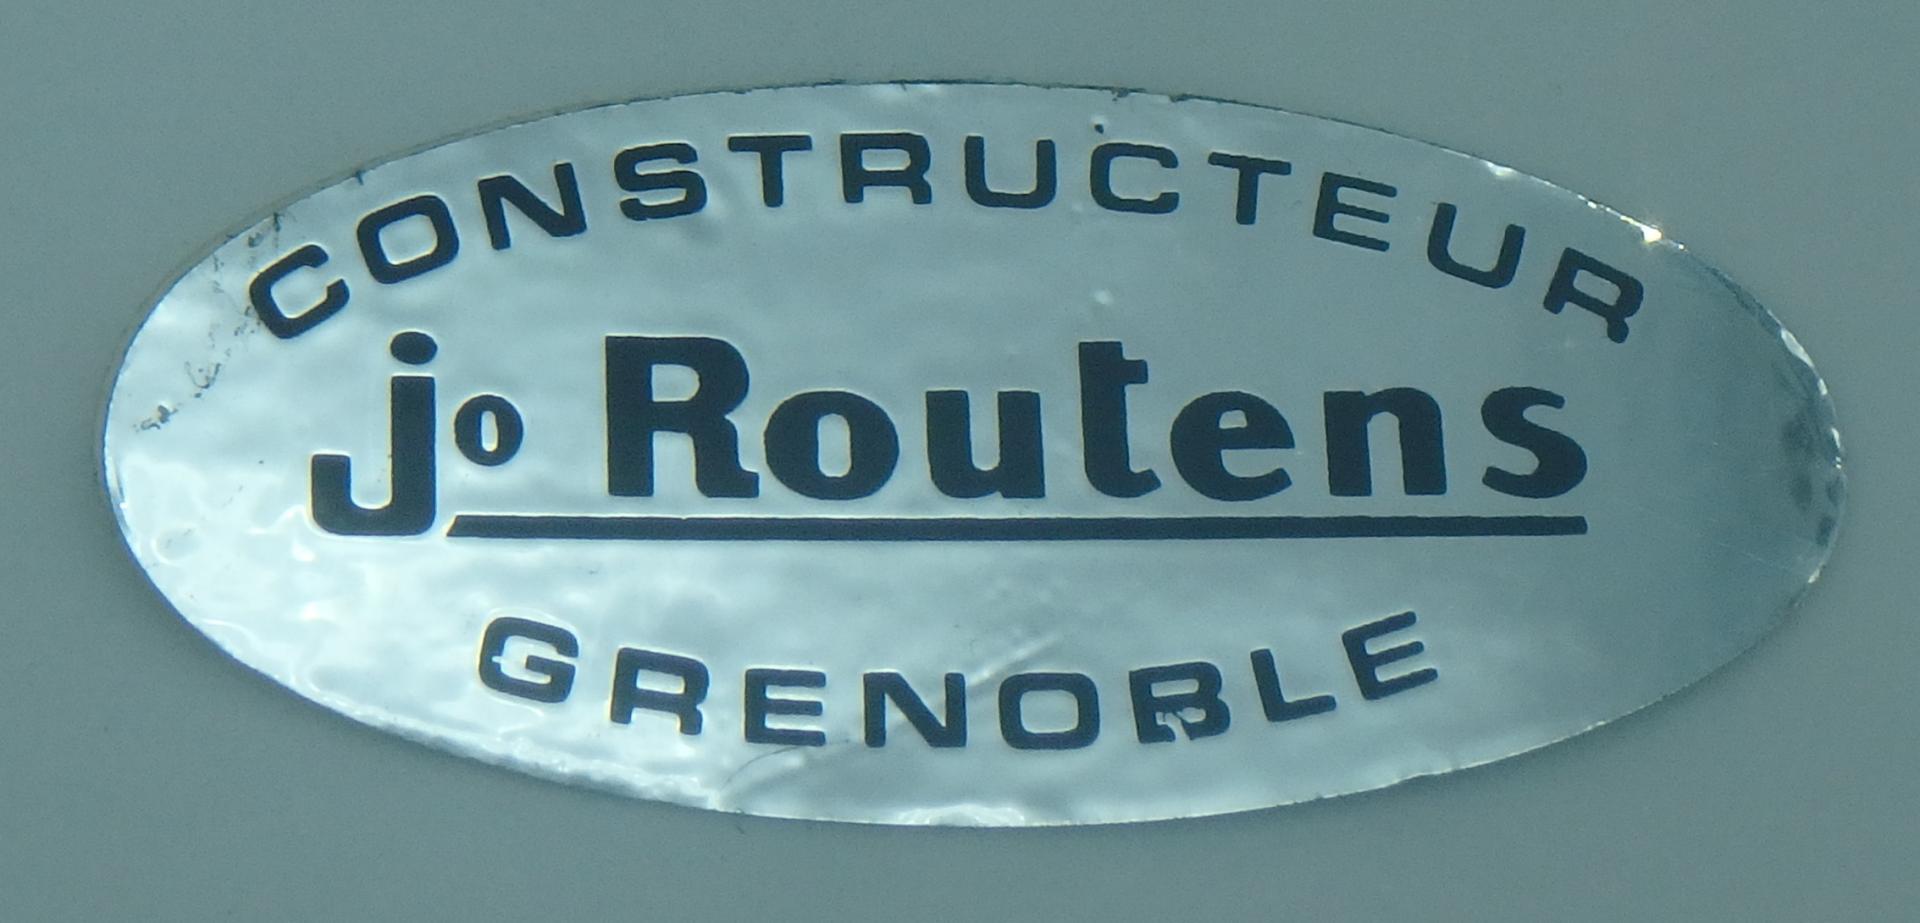 CONSTRUCTEUR
jo Routens
GRENOBLE